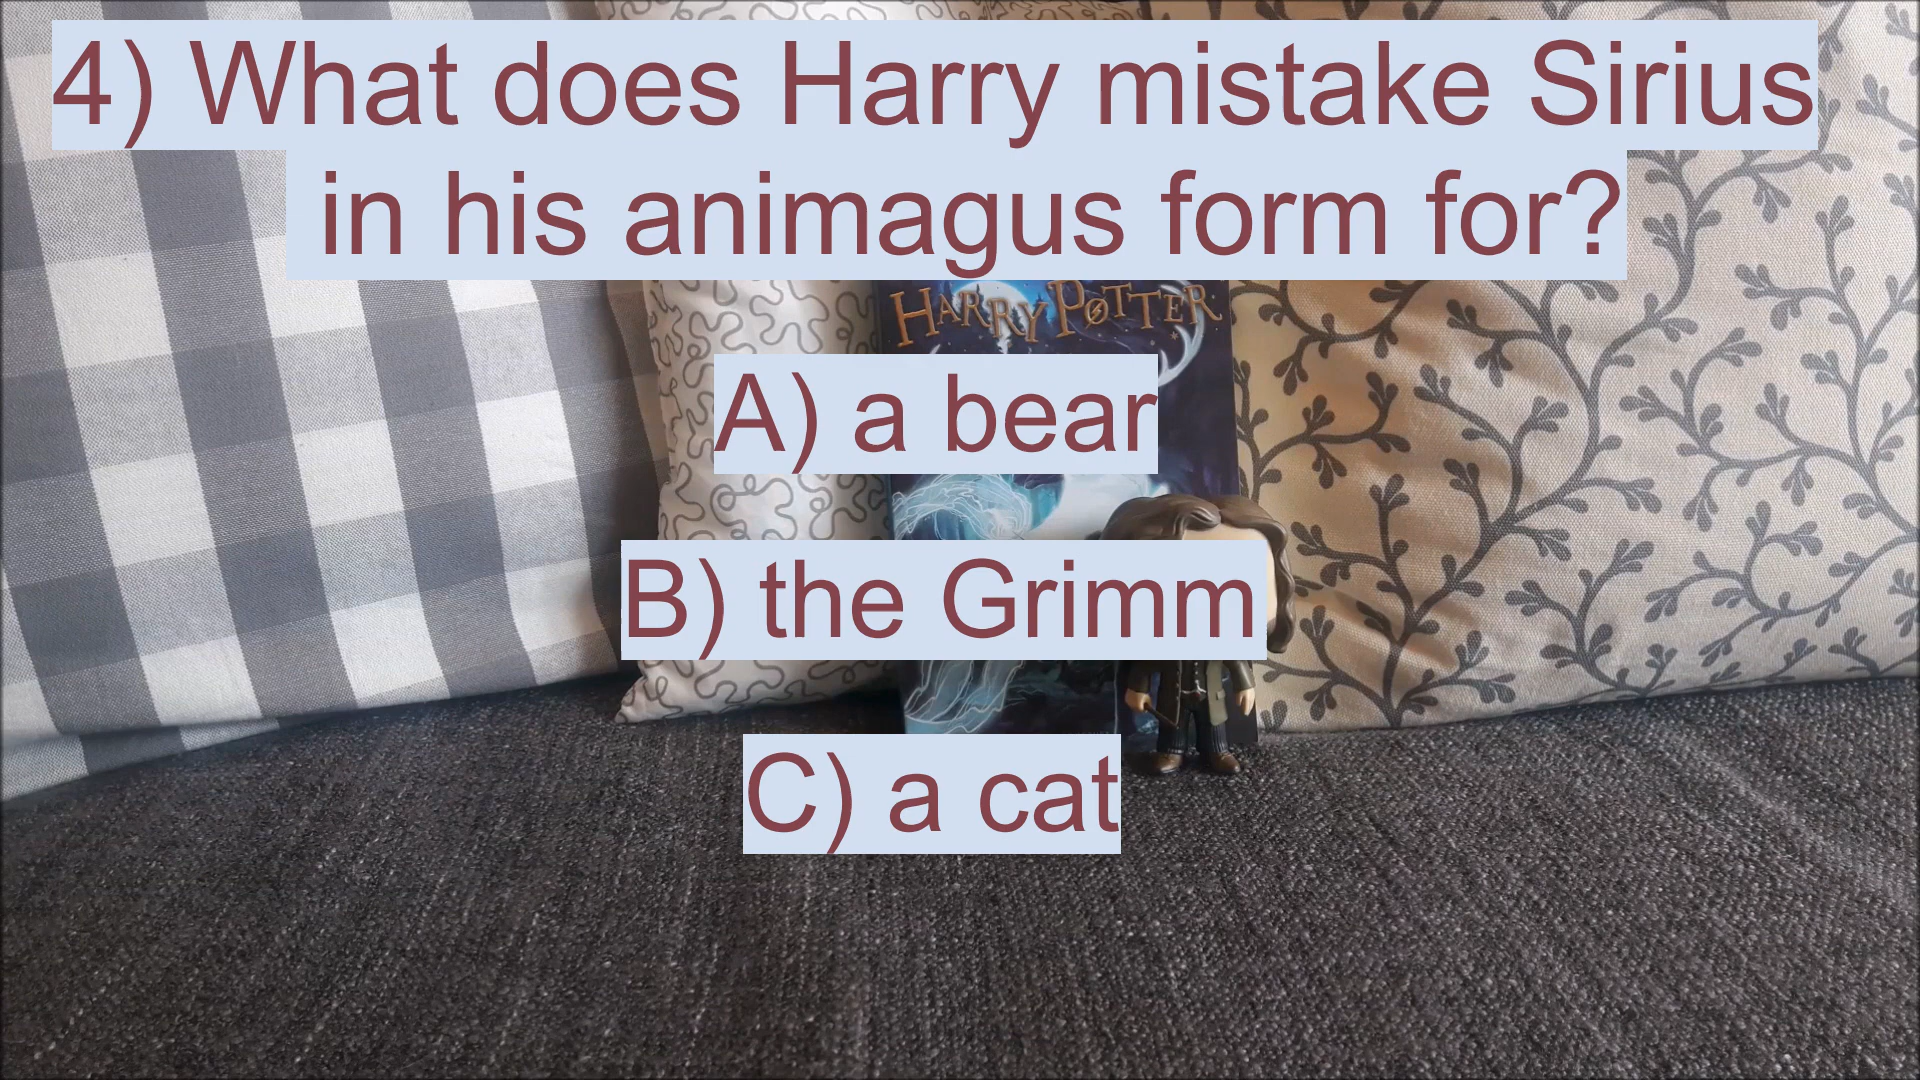 4) What does Harry mistake Sirius
in his animagus form for?
HARRY POTTER
A) a bear
B) the Grimm
C) a cat